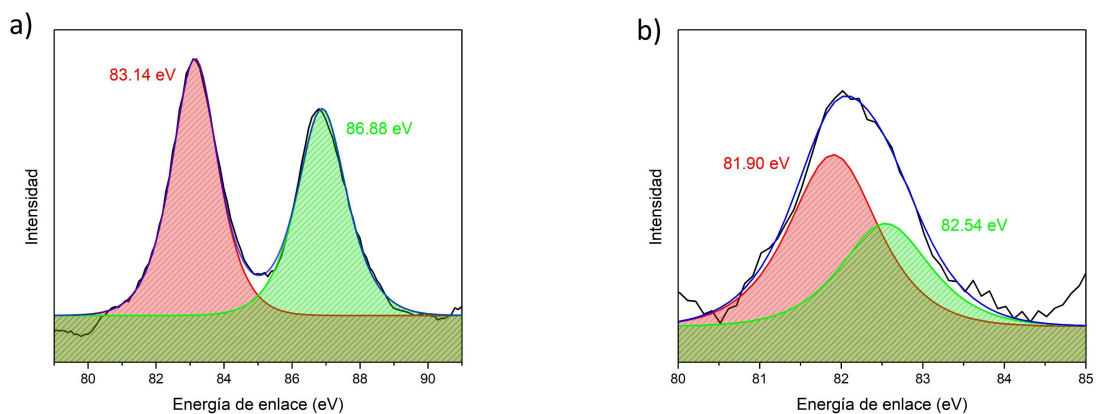 a)
83.14 eV
86.88 eV
Intensidad
80 82 84 86 88 90
Energía de enlace (eV)
b)
81.90 eV
82.54 eV
Intensidad
80 81 82 83 84 85
Energía de enlace (eV)